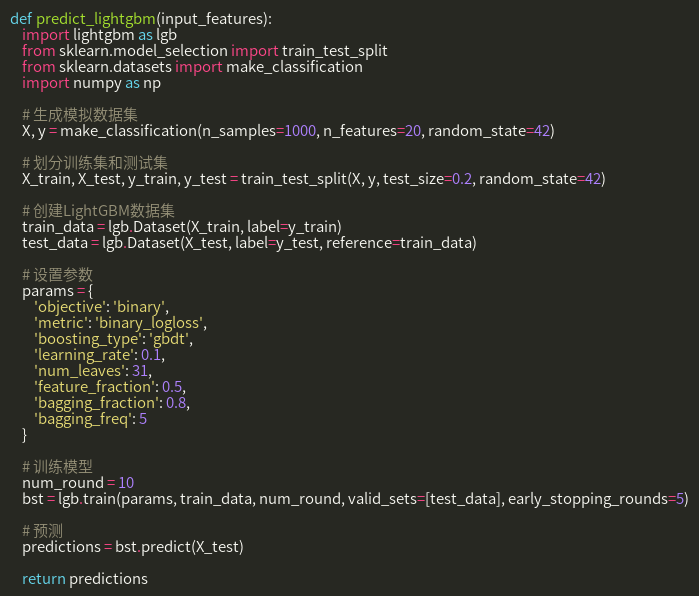 def predict_lightgbm(input_features):
import lightgbm as lgb
from sklearn.model_selection import train_test_split
from sklearn.datasets import make_classification
import numpy as np
# 生成模拟数据集
X, y = make_classification(n_samples=1000, n_features=20, random_state=42)
# 划分训练集和测试集
X_train, X_test, y_train, y_test = train_test_split(X, y, test_size=0.2, random_state=42)
# 创建LightGBM数据集
train_data = lgb.Dataset(X_train, label=y_train)
test_data = lgb.Dataset(X_test, label=y_test, reference=train_data)
# 设置参数
params = {
'objective': 'binary',
'metric': 'binary_logloss',
'boosting_type': 'gbdt',
'learning_rate': 0.1,
'num_leaves': 31,
'feature_fraction': 0.5,
'bagging_fraction': 0.8,
'bagging_freq': 5
}
# 训练模型
num_round = 10
bst = lgb.train(params, train_data, num_round, valid_sets=[test_data], early_stopping_rounds=5)
# 预测
predictions = bst.predict(X_test)
return predictions